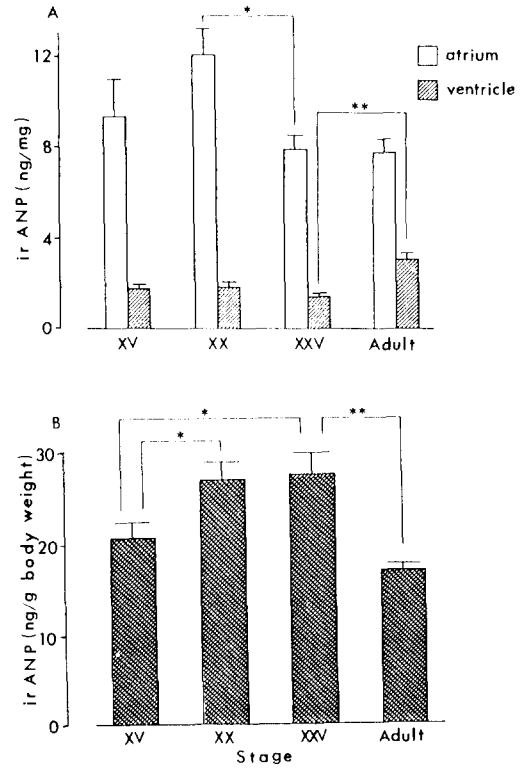 A
*
12
atrium
ventricle
**
8
4
0
ir ANP (ng/mg)
XV XX XXV Adult
B
*
**
*
30
20
10
0
ir ANP (ng/g body weight)
XV XX XXV Adult
Stage